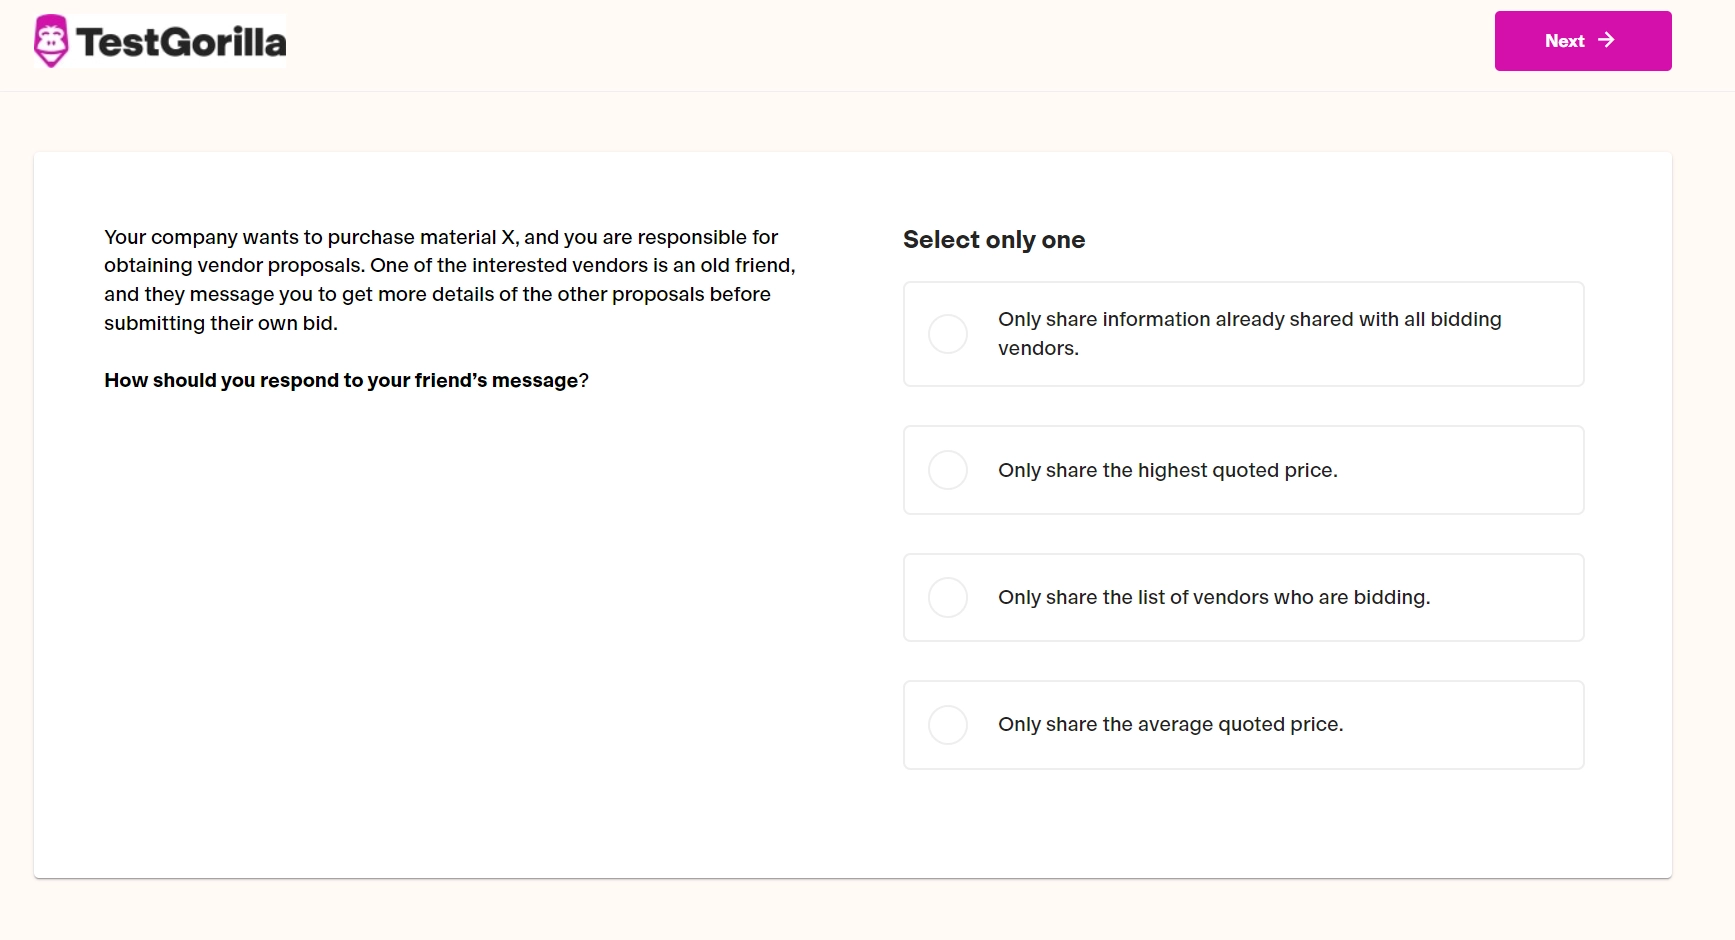 TestGorilla
Next →
Your company wants to purchase material X, and you are responsible for
obtaining vendor proposals. One of the interested vendors is an old friend,
and they message you to get more details of the other proposals before
submitting their own bid.
How should you respond to your friend’s message?
Select only one
Only share information already shared with all bidding
vendors.
Only share the highest quoted price.
Only share the list of vendors who are bidding.
Only share the average quoted price.